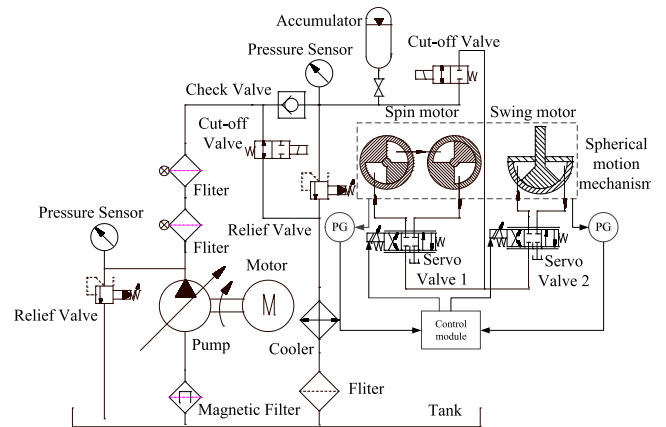 Accumulator
Pressure Sensor
Cut-off Valve
Check Valve
Spin motor
Swing motor
Cut-off
Valve
Spherical
motion
mechanism
Fliter
Pressure Sensor
Relief Valve
PG
PG
Fliter
Servo
Valve 1
Servo
Valve 2
Motor
Relief Valve
M
Control
module
Pump
Cooler
Fliter
Magnetic Filter
Tank